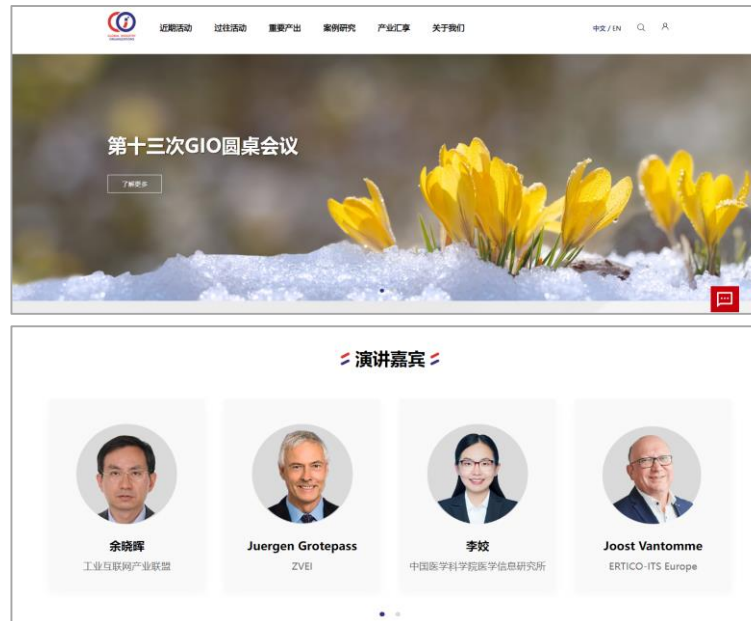 GLOBAL INDUSTRY
ORGANIZATIONS
近期活动 过往活动 重要产出 案例研究 产业汇享 关于我们 中文 / EN
第十三次GIO圆桌会议
了解更多
演讲嘉宾
余晓晖 Juergen Grotepass 李姣 Joost Vantomme
工业互联网产业联盟 ZVEI 中国医学科学院医学信息研究所 ERTICO-ITS Europe